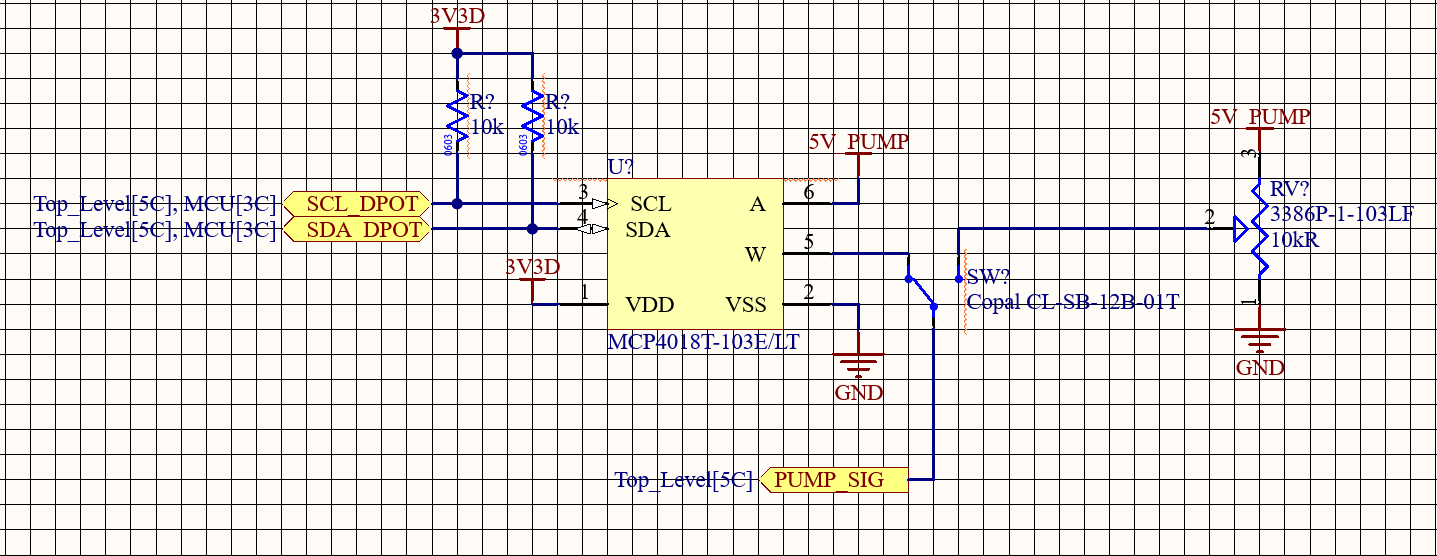 3V3D
R?
10k
0603
R?
10k
0603
U?
Top_Level[5C], MCU[3C]
SCL_DPOT
Top_Level[5C], MCU[3C]
SDA_DPOT
3
SCL
4
SDA
3V3D
1
VDD
A
6
W
5
VSS
2
MCP4018T-103E/LT
5V_PUMP
GND
SW?
Copal CL-SB-12B-01T
Top_Level[5C]
PUMP_SIG
5V_PUMP
3
RV?
3386P-1-103LF
10kR
2
1
GND